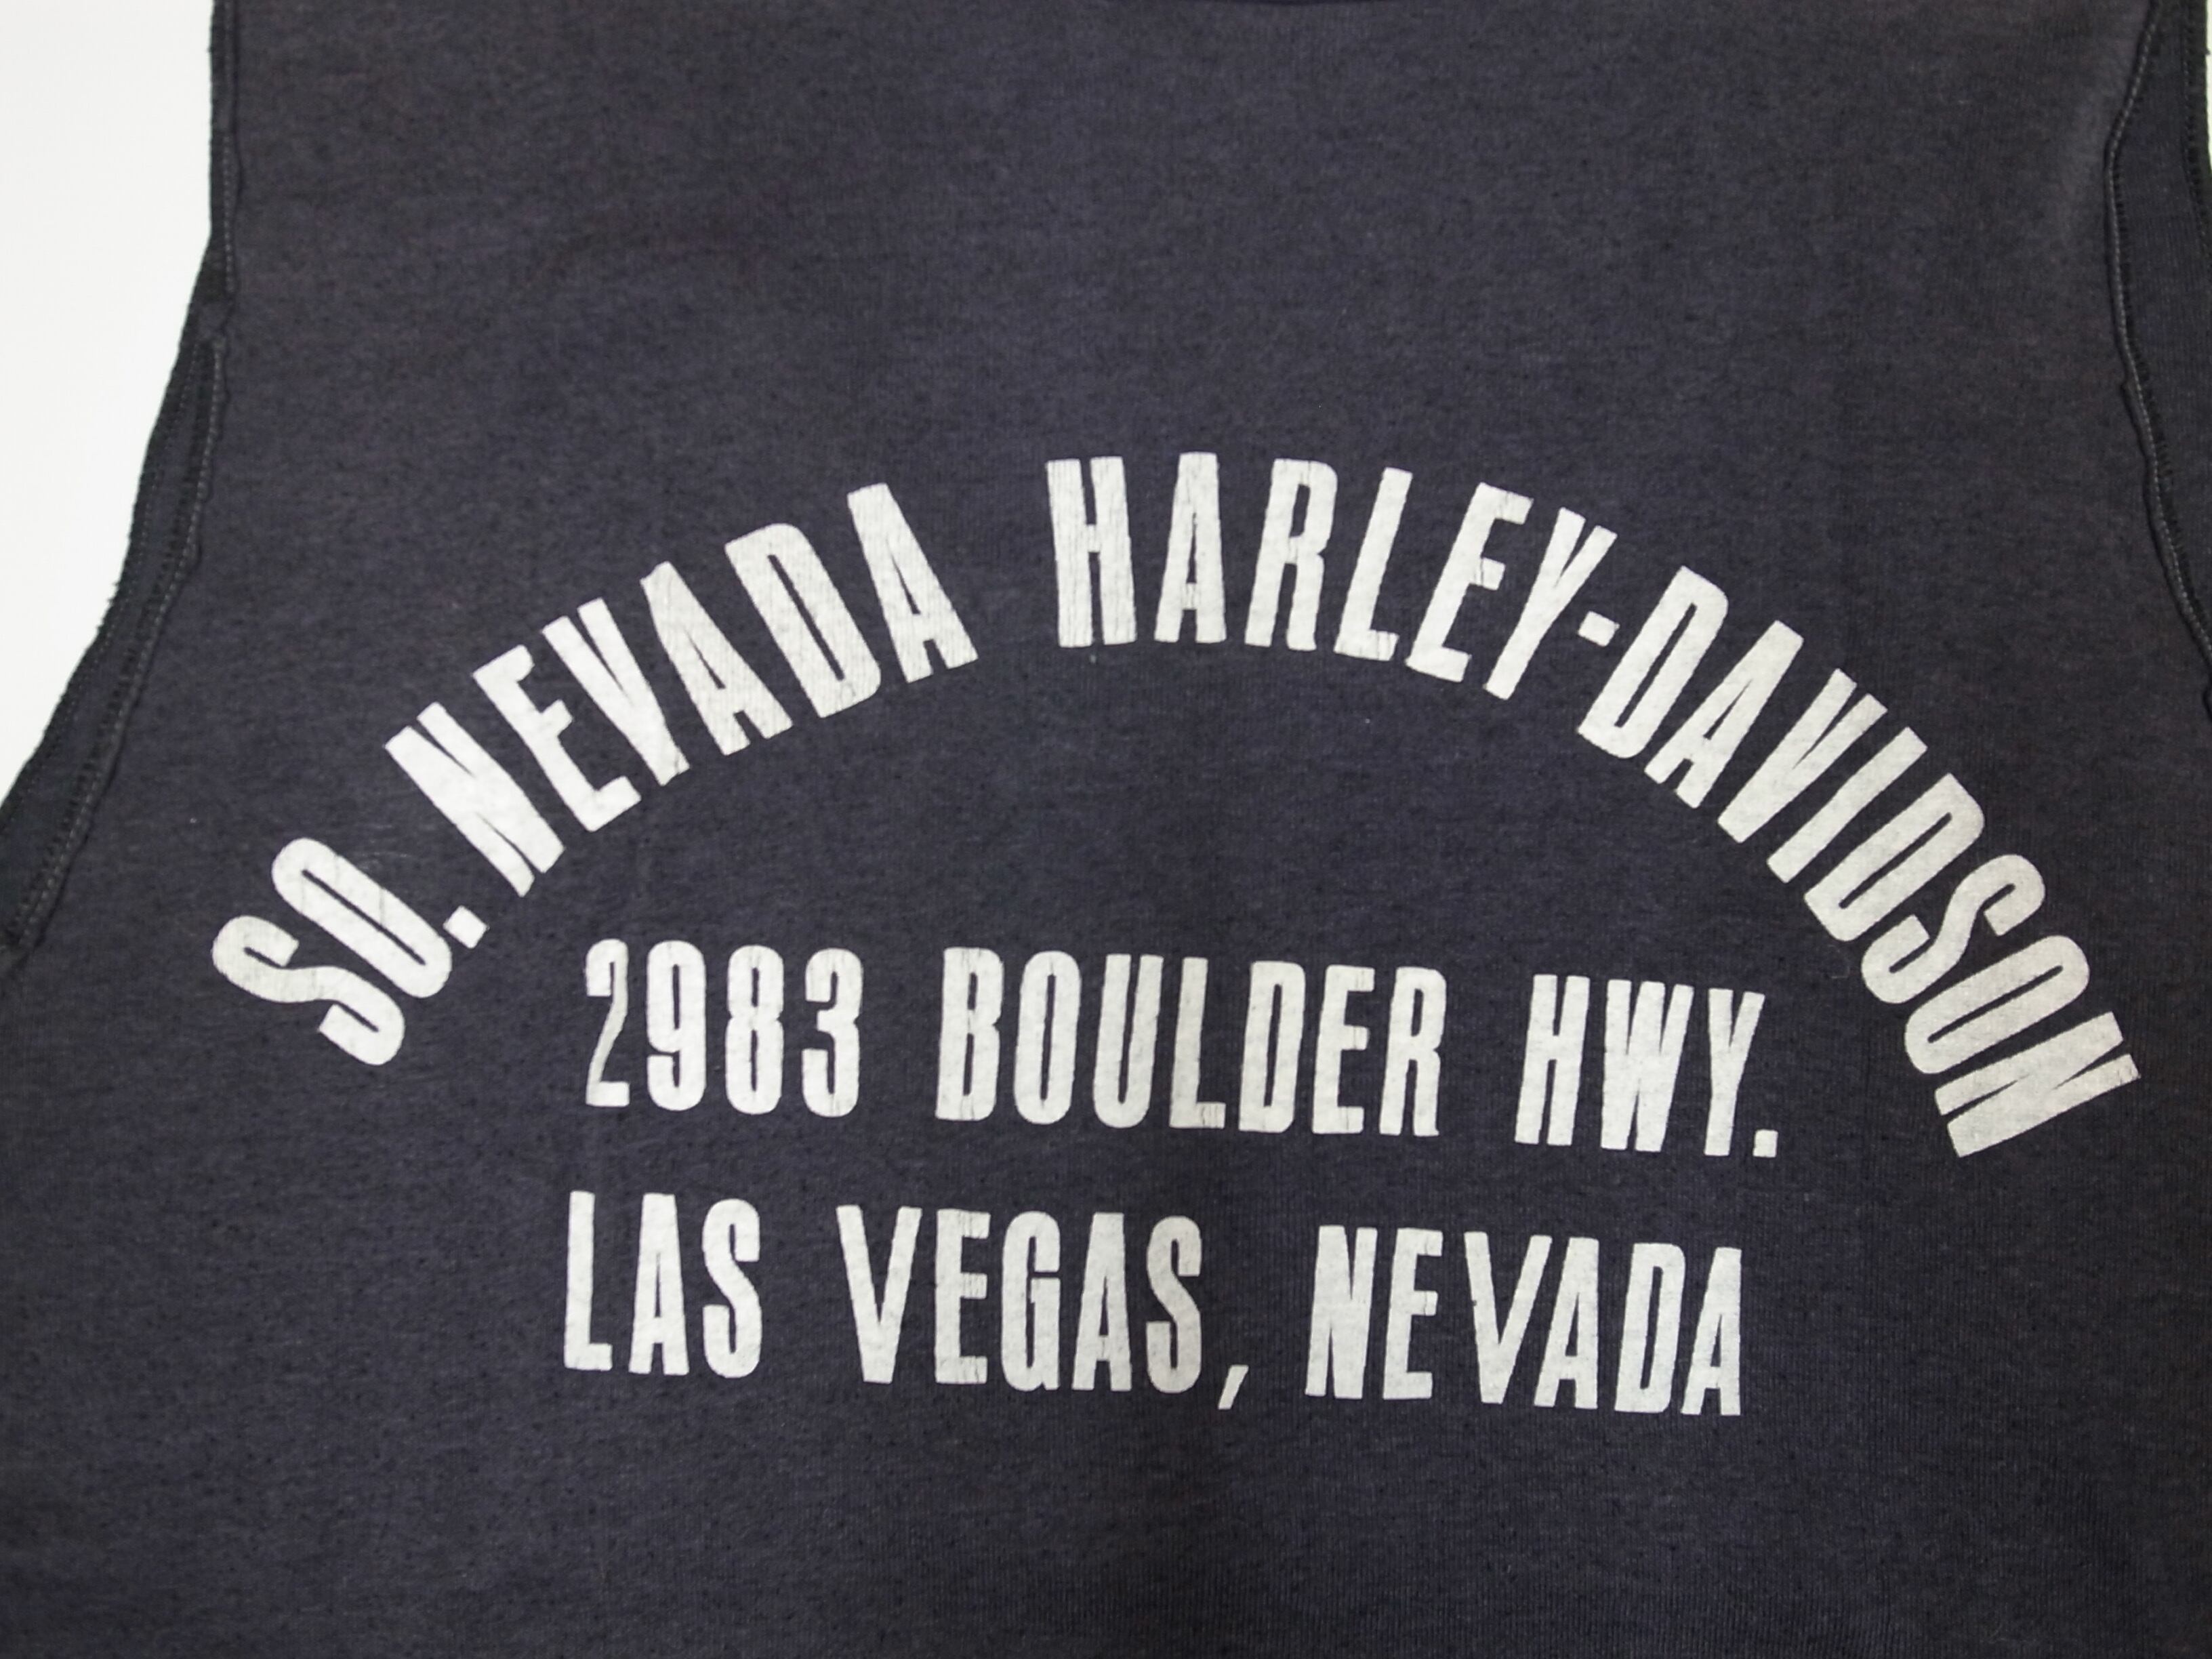 SO. NEVADA HARLEY-DAVIDSON
2983 BOULDER HWY.
LAS VEGAS, NEVADA